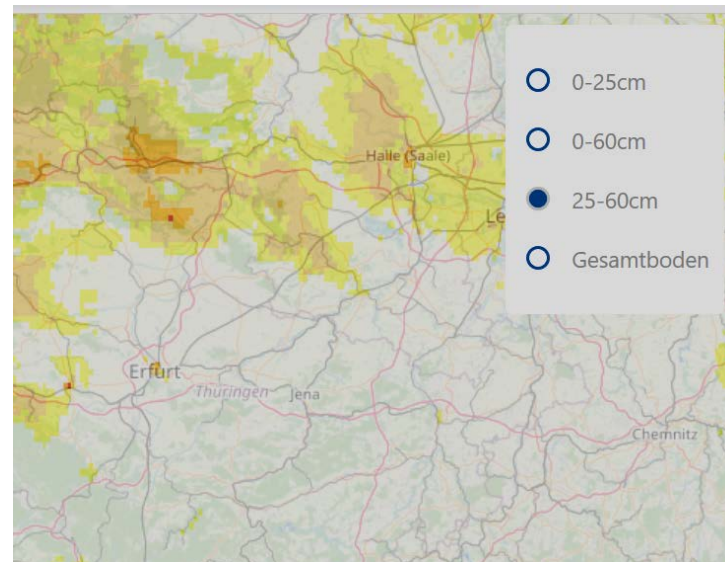 0-25cm
0-60cm
Halle (Saale)
25-60cm
Le
Gesamtboden
Erfurt
Thüringen
Jena
Chemnitz